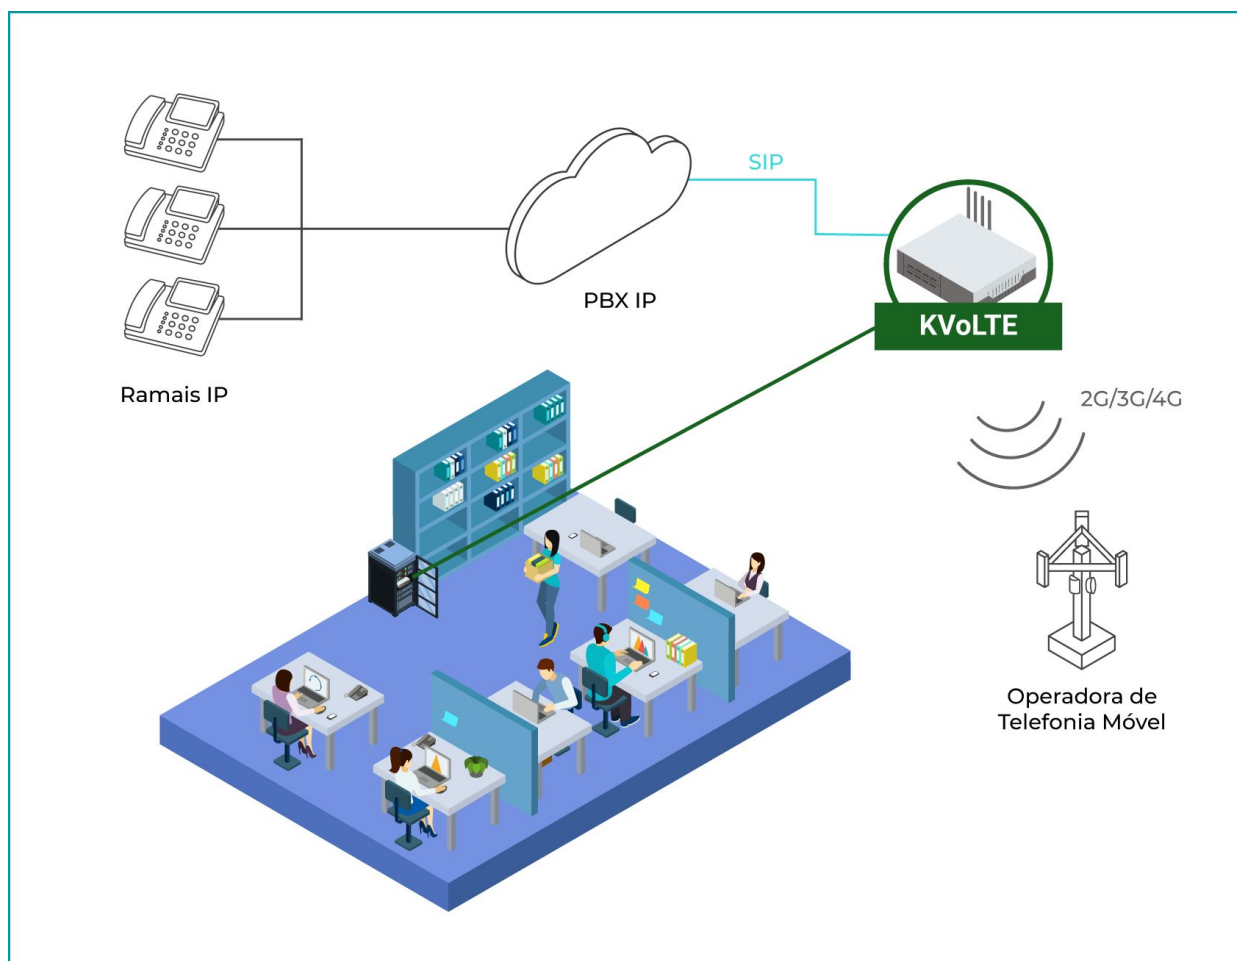 SIP
PBX IP
KVoLTE
Ramais IP
2G/3G/4G
Operadora de
Telefonia Móvel